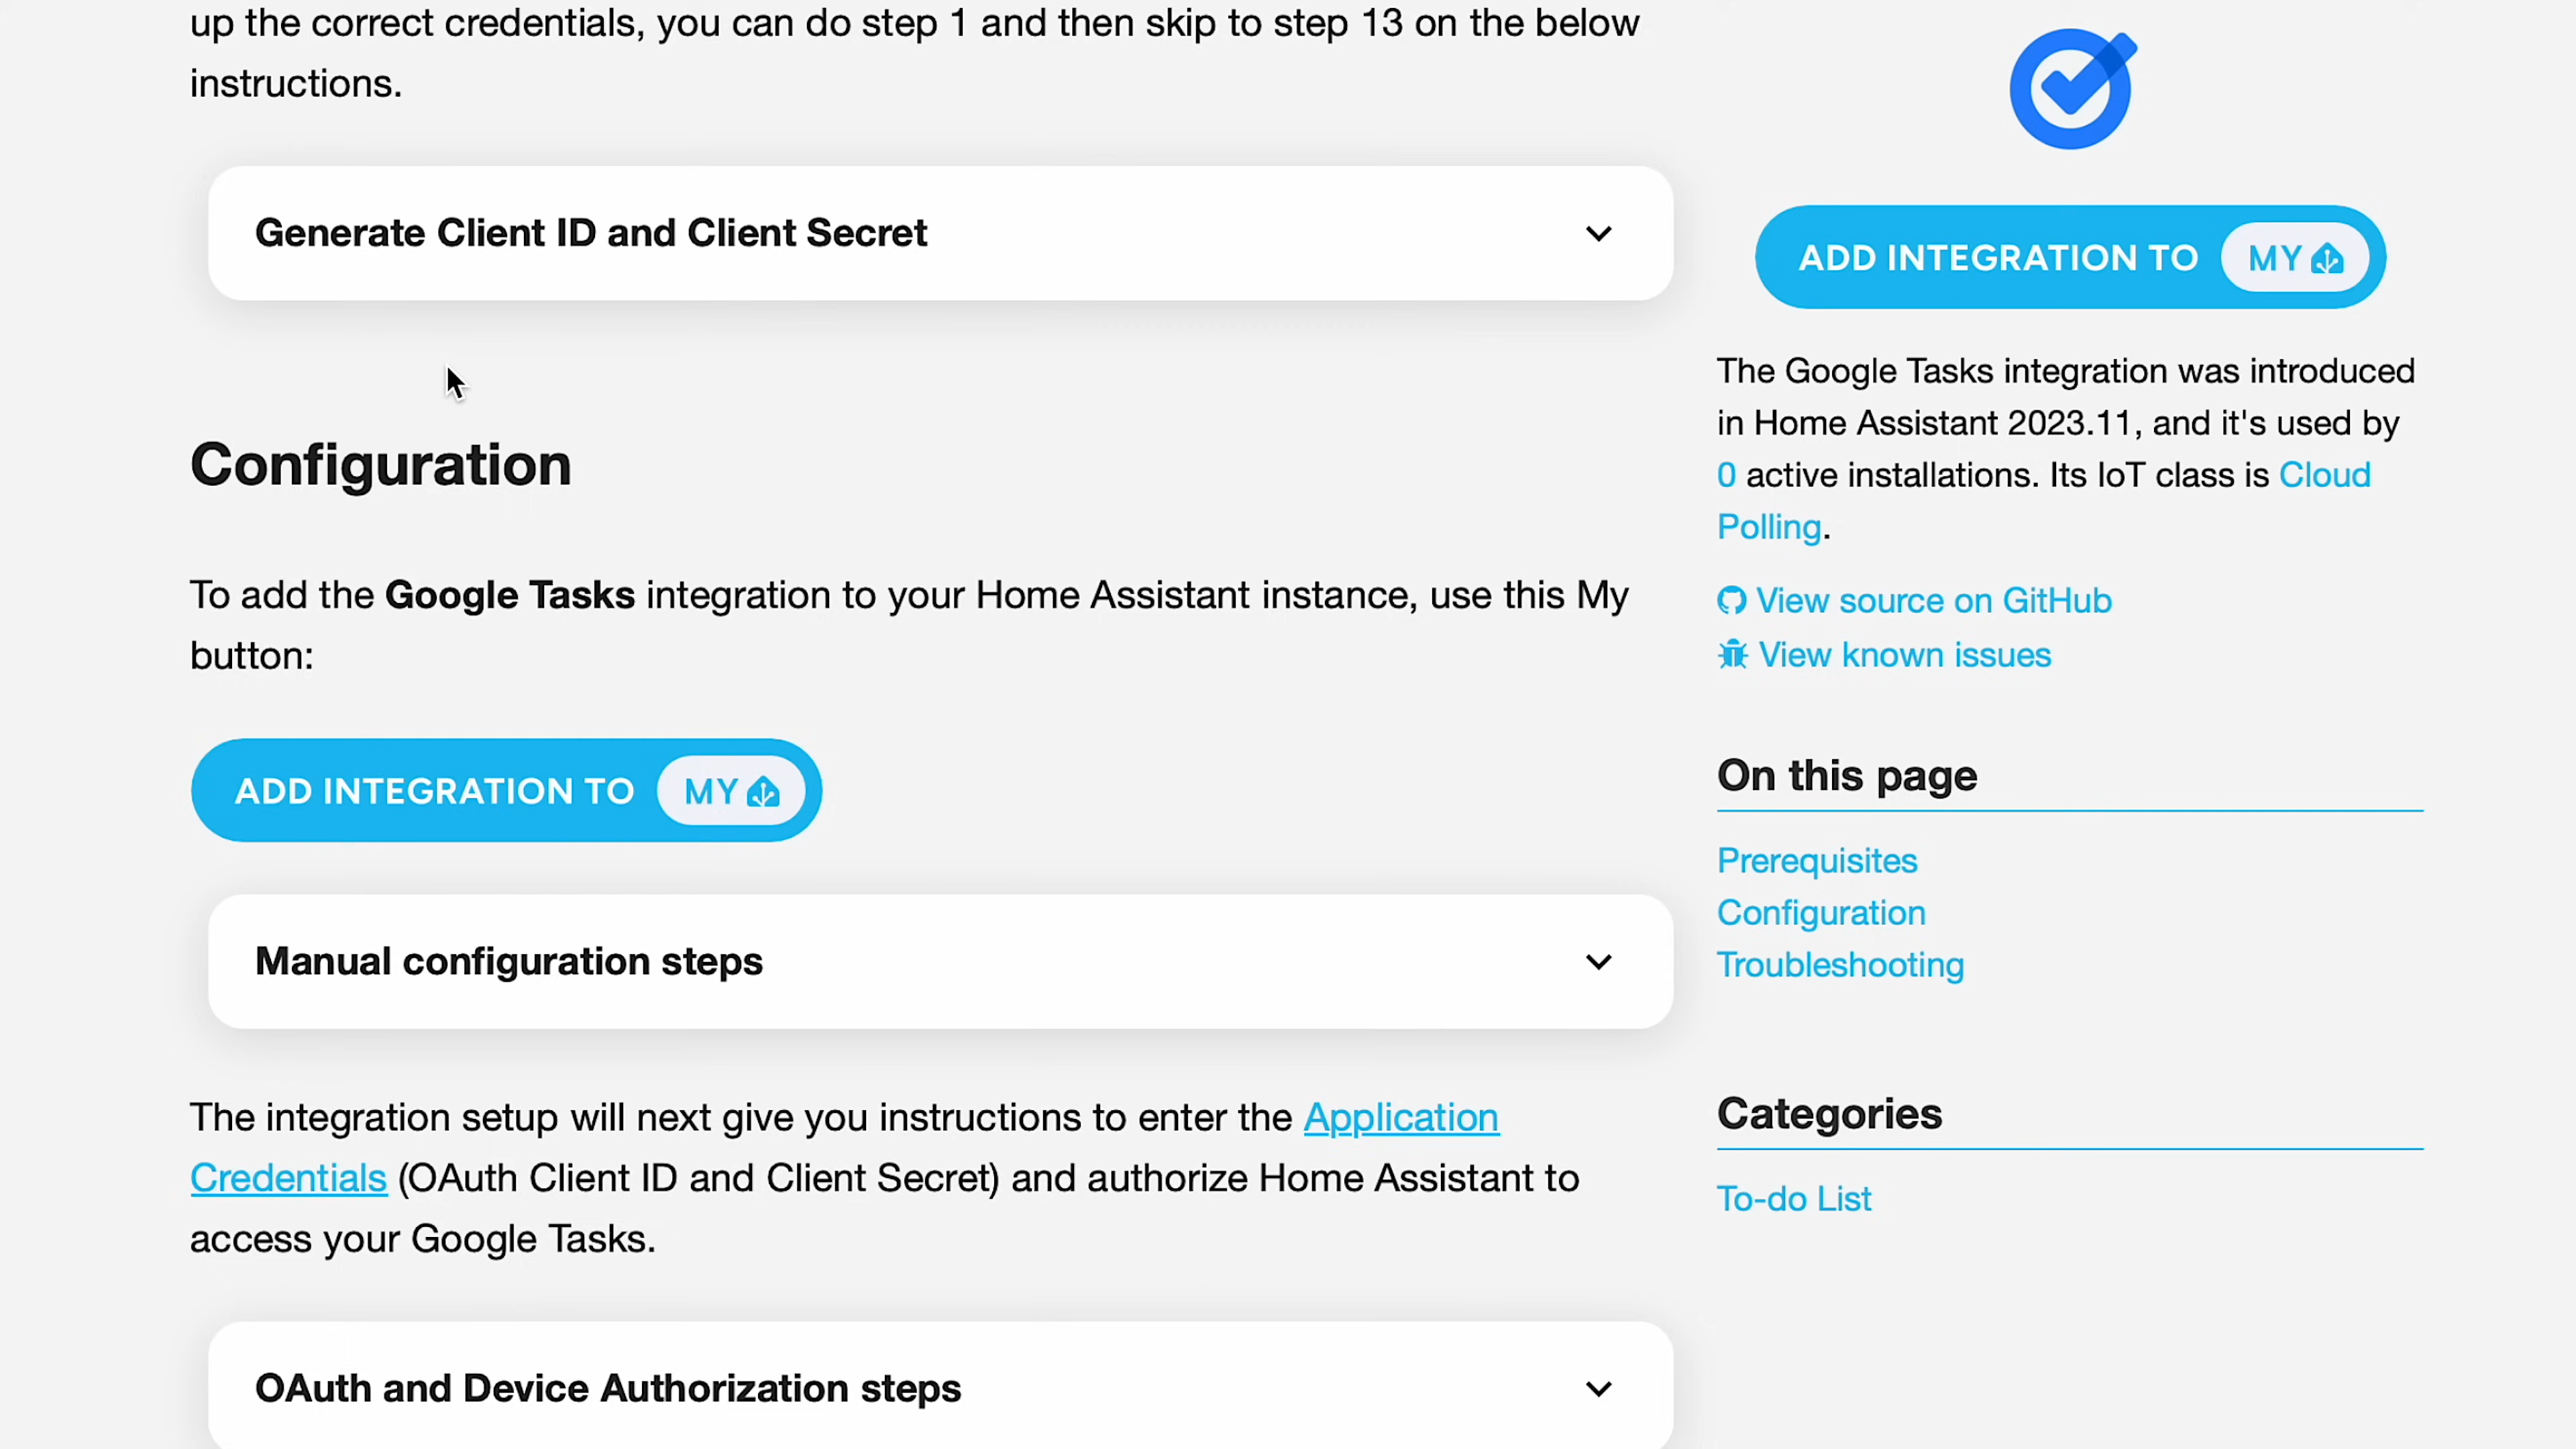 up the correct credentials, you can do step 1 and then skip to step 13 on the below
instructions.
Generate Client ID and Client Secret
Configuration
To add the Google Tasks integration to your Home Assistant instance, use this My
button:
ADD INTEGRATION TO MY
Manual configuration steps
The integration setup will next give you instructions to enter the Application
Credentials (OAuth Client ID and Client Secret) and authorize Home Assistant to
access your Google Tasks.
OAuth and Device Authorization steps
ADD INTEGRATION TO MY
The Google Tasks integration was introduced
in Home Assistant 2023.11, and it's used by
0 active installations. Its IoT class is Cloud
Polling.
View source on GitHub
View known issues
On this page
Prerequisites
Configuration
Troubleshooting
Categories
To-do List